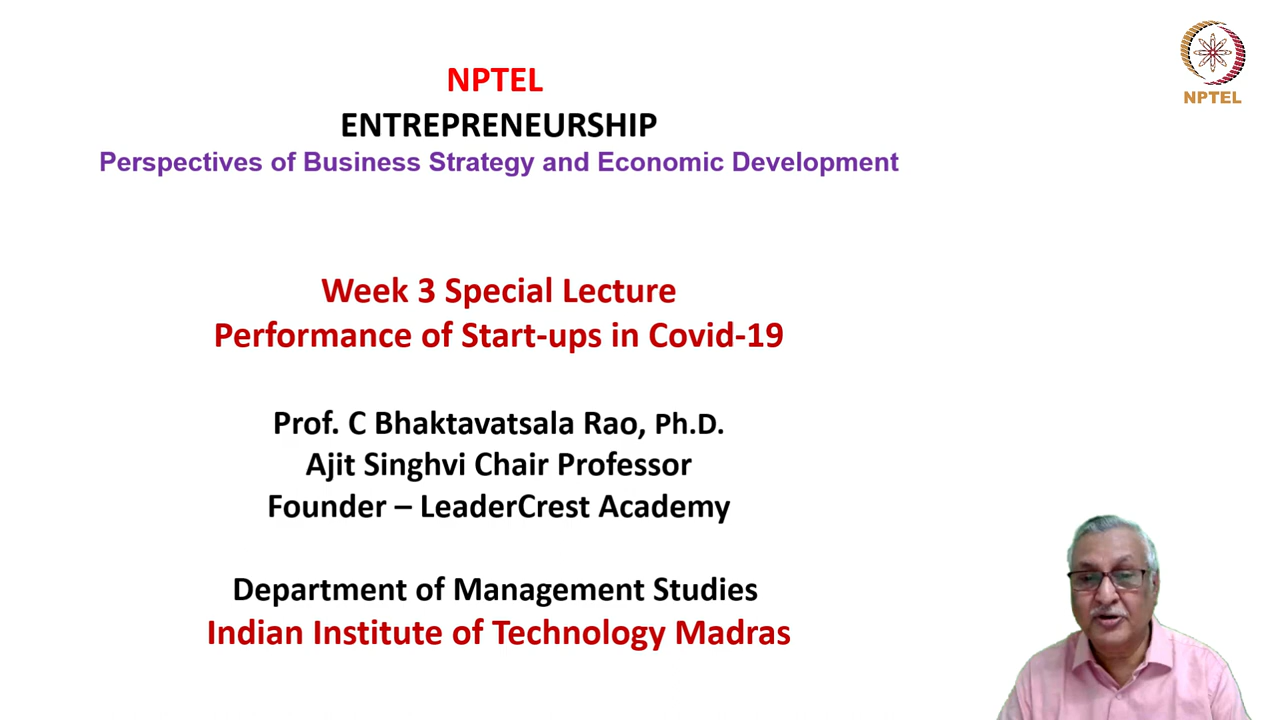 NPTEL
ENTREPRENEURSHIP
Perspectives of Business Strategy and Economic Development
NPTEL
Week 3 Special Lecture
Performance of Start-ups in Covid-19
Prof. C Bhaktavatsala Rao, Ph.D.
Ajit Singhvi Chair Professor
Founder – LeaderCrest Academy
Department of Management Studies
Indian Institute of Technology Madras